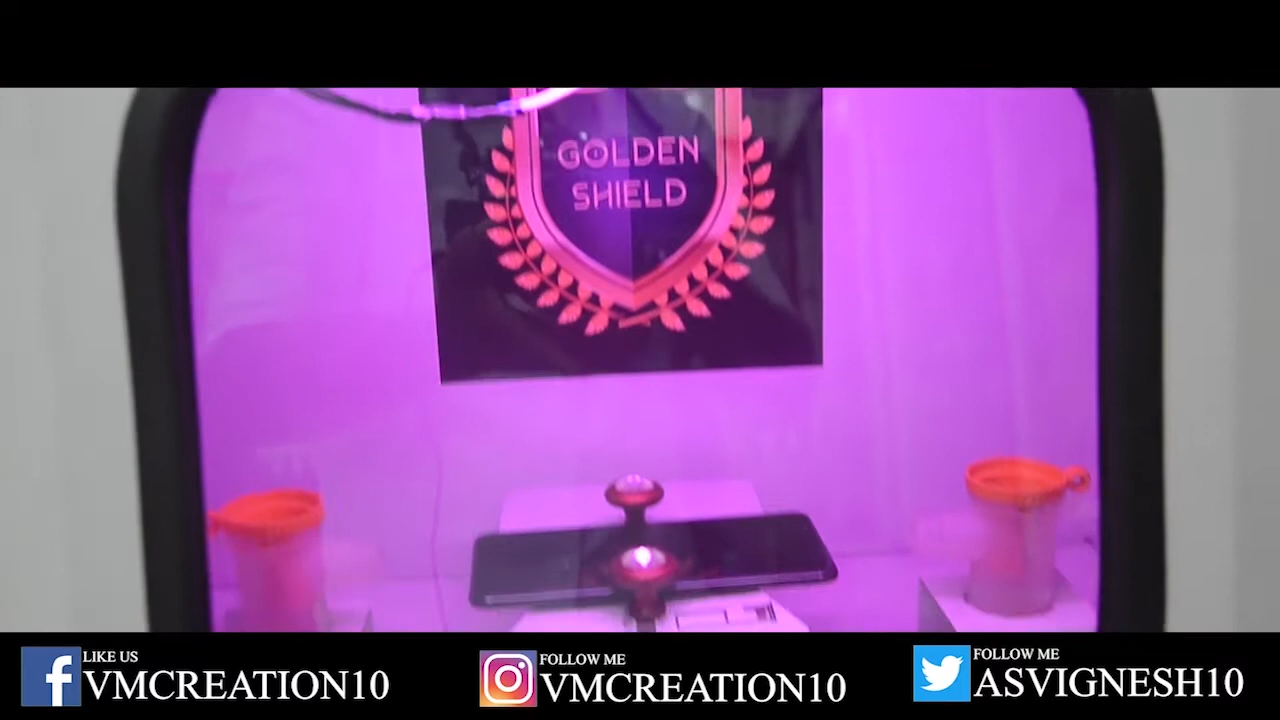 GOLDEN
SHIELD
LIKE US
VMCREATION10
FOLLOW ME
VMCREATION10
FOLLOW ME
ASVIGNESH10